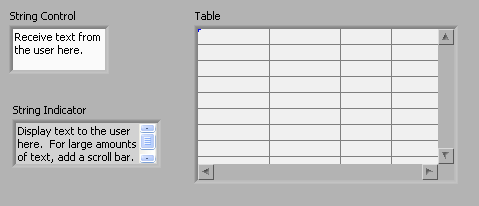 String Control
Receive text from
the user here.
Table
String Indicator
Display text to the user
here. For large amounts
of text, add a scroll bar.